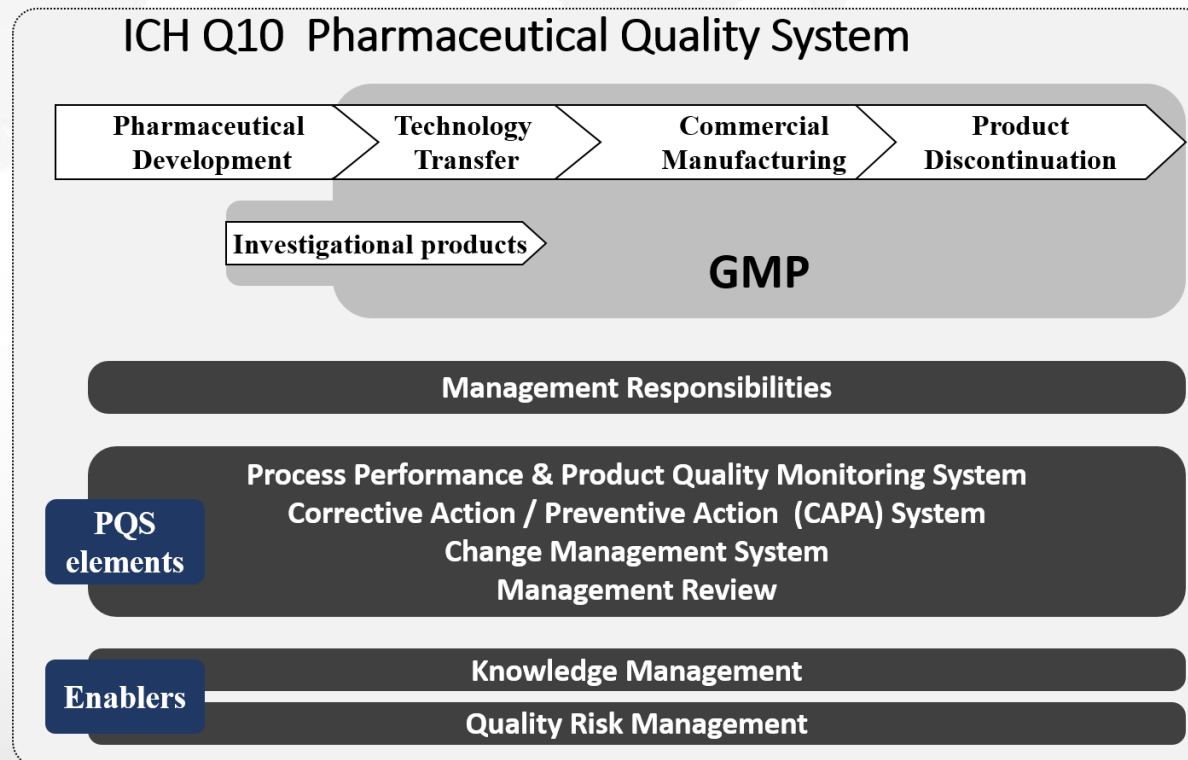 ICH Q10 Pharmaceutical Quality System
Pharmaceutical
Development
Technology
Transfer
Commercial
Manufacturing
Product
Discontinuation
Investigational products
GMP
Management Responsibilities
PQS
elements
Process Performance & Product Quality Monitoring System
Corrective Action / Preventive Action (CAPA) System
Change Management System
Management Review
Enablers
Knowledge Management
Quality Risk Management